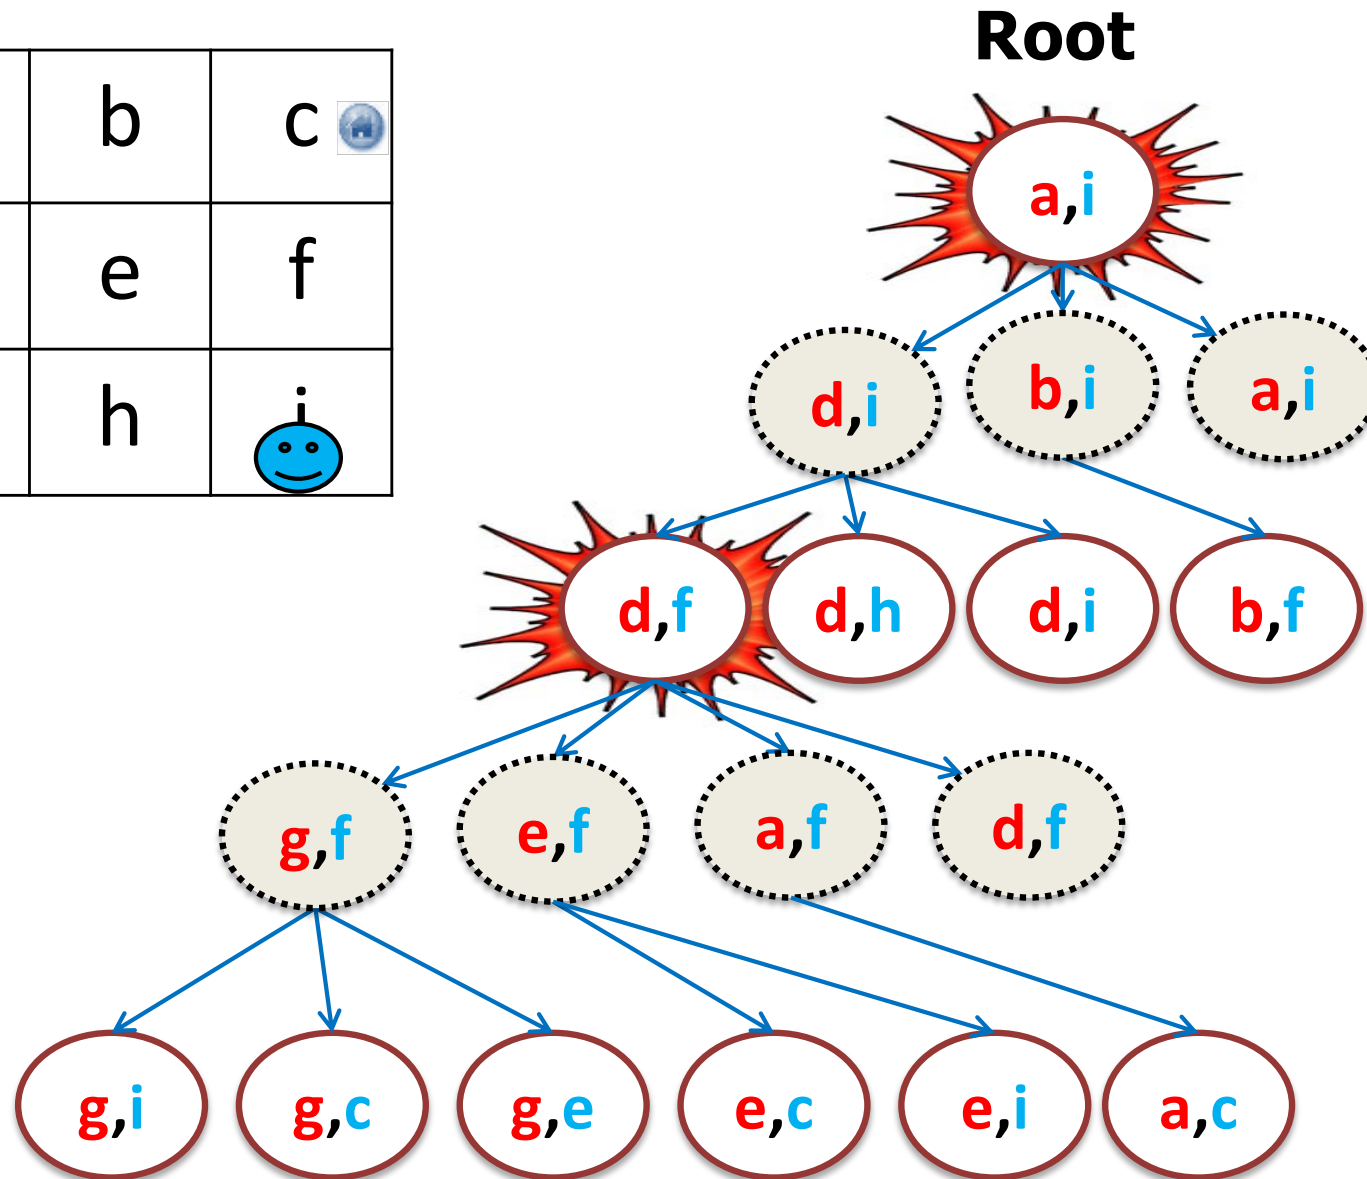 Root
b c
e f
h i
a,i
d,i b,i a,i
d,f d,h d,i b,f
g,f e,f a,f d,f
g,i g,c g,e e,c e,i a,c